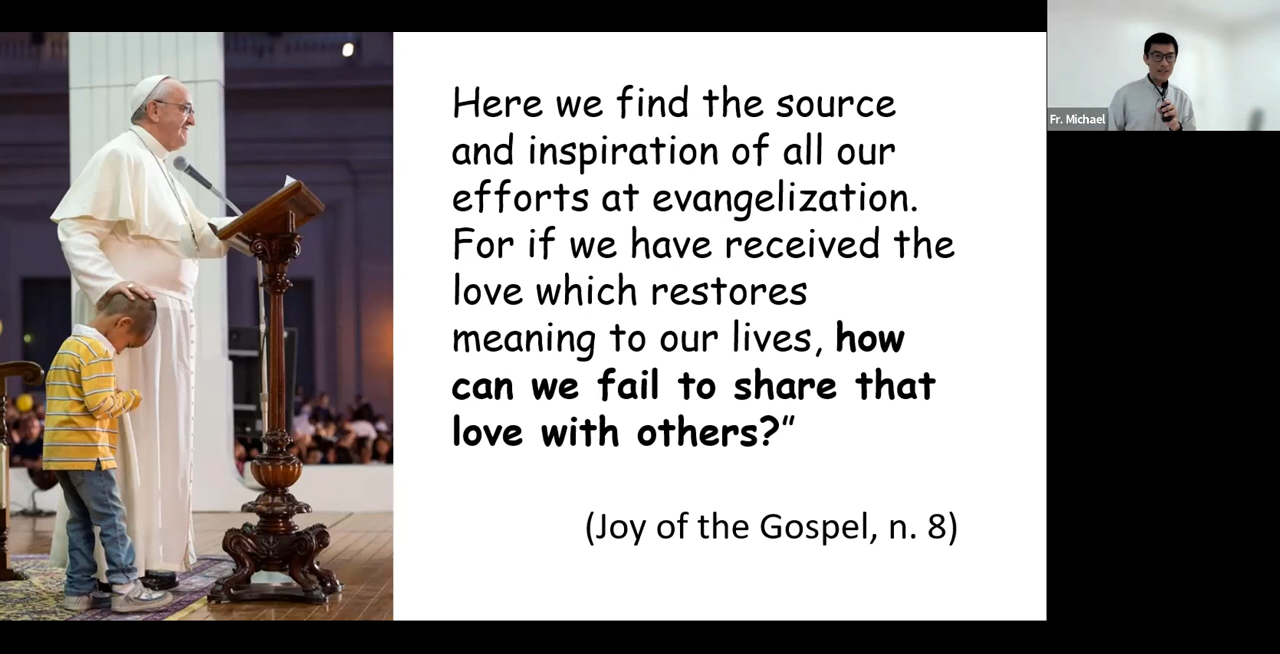 Here we find the source
and inspiration of all our
efforts at evangelization.
For if we have received the
love which restores
meaning to our lives, how
can we fail to share that
love with others?”
(Joy of the Gospel, n. 8)
Fr. Michael